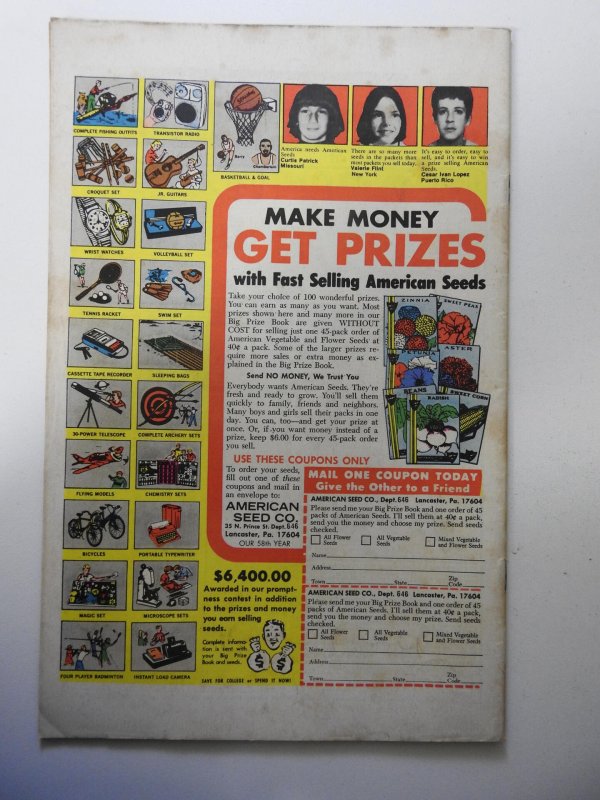 COMPLETE FISHING OUTFITS
TRANSISTOR RADIO
BASKETBALL & GOAL
America needs American
Seeds.
Curtis Patrick
Missouri
There are so many more
seeds in the packets than
most packets you sell today.
Valerie Flint
New York
It's easy to order, easy to
sell, and it's easy to win
a prize selling American
Seeds.
Cesar Ivan Lopez
Puerto Rico
CROQUET SET
JR. GUITARS
WRIST WATCHES
VOLLEYBALL SET
TENNIS RACKET
SWIM SET
CASSETTE TAPE RECORDER
SLEEPING BAGS
30-POWER TELESCOPE
COMPLETE ARCHERY SETS
FLYING MODELS
CHEMISTRY SETS
BICYCLES
PORTABLE TYPEWRITER
MAGIC SET
MICROSCOPE SETS
FOUR PLAYER BADMINTON
INSTANT LOAD CAMERA
MAKE MONEY
GET PRIZES
with Fast Selling American Seeds
Take your choice of 100 wonderful prizes.
You can earn as many as you want. Most
prizes shown here and many more in our
Big Prize Book are given WITHOUT
COST for selling just one 45-pack order of
American Vegetable and Flower Seeds at
40¢ a pack. Some of the larger prizes re-
quire more sales or extra money as ex-
plained in the Big Prize Book.
Send NO MONEY, We Trust You
Everybody wants American Seeds. They're
fresh and ready to grow. You'll sell them
quickly to family, friends and neighbors.
Many boys and girls sell their packs in one
day. You can, too—and get your prize at
once. Or, if you want money instead of a
prize, keep $6.00 for every 45-pack order
you sell.
ZINNIA
SWEET PEAS
PETUNIA
ASTER
BEANS
RADISH
SWEET CORN
USE THESE COUPONS ONLY
To order your seeds,
fill out one of these
coupons and mail in
an envelope to:
AMERICAN
SEED CO.
35 N. Prince St. Dept. 646
Lancaster, Pa. 17604
OUR 58th YEAR
MAIL ONE COUPON TODAY
Give the Other to a Friend
AMERICAN SEED CO., Dept. 646 Lancaster, Pa. 17604
Please send me your Big Prize Book and one order of 45
packs of American Seeds. I'll sell them at 40¢ a pack,
send you the money and choose my prize. Send seeds
checked.
All Flower Seeds
All Vegetable Seeds
Mixed Vegetable and Flower Seeds
Name
Address
Town State Zip Code
AMERICAN SEED CO., Dept. 646 Lancaster, Pa. 17604
Please send me your Big Prize Book and one order of 45
packs of American Seeds. I'll sell them at 40¢ a pack,
send you the money and choose my prize. Send seeds
checked.
All Flower Seeds
All Vegetable Seeds
Mixed Vegetable and Flower Seeds
Name
Address
Town State Zip Code
$6,400.00
Awarded in our prompt-
ness contest in addition
to the prizes and money
you earn selling
seeds.
Complete informa-
tion is sent with
your Big Prize
Book and seeds.
$ $
SAVE FOR COLLEGE or SPEND IT NOW!